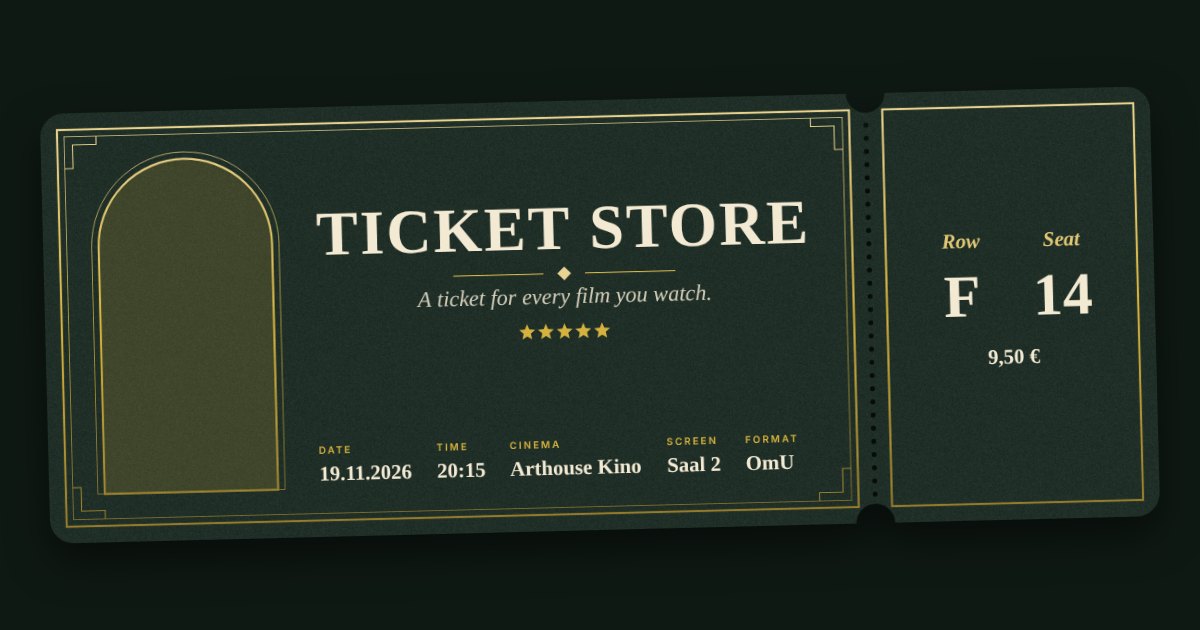 TICKET STORE
A ticket for every film you watch.
DATE TIME CINEMA SCREEN FORMAT
19.11.2026 20:15 Arthouse Kino Saal 2 OmU
Row Seat
F 14
9,50 €